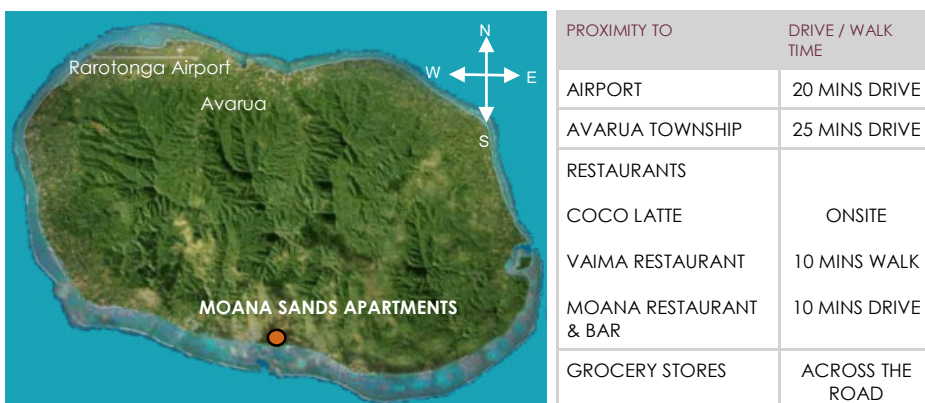 N
Rarotonga Airport
W
E
Avarua
S
MOANA SANDS APARTMENTS
PROXIMITY TO
DRIVE / WALK
TIME
AIRPORT
20 MINS DRIVE
AVARUA TOWNSHIP
25 MINS DRIVE
RESTAURANTS
COCO LATTE
ONSITE
VAIMA RESTAURANT
10 MINS WALK
MOANA RESTAURANT
& BAR
10 MINS DRIVE
GROCERY STORES
ACROSS THE
ROAD